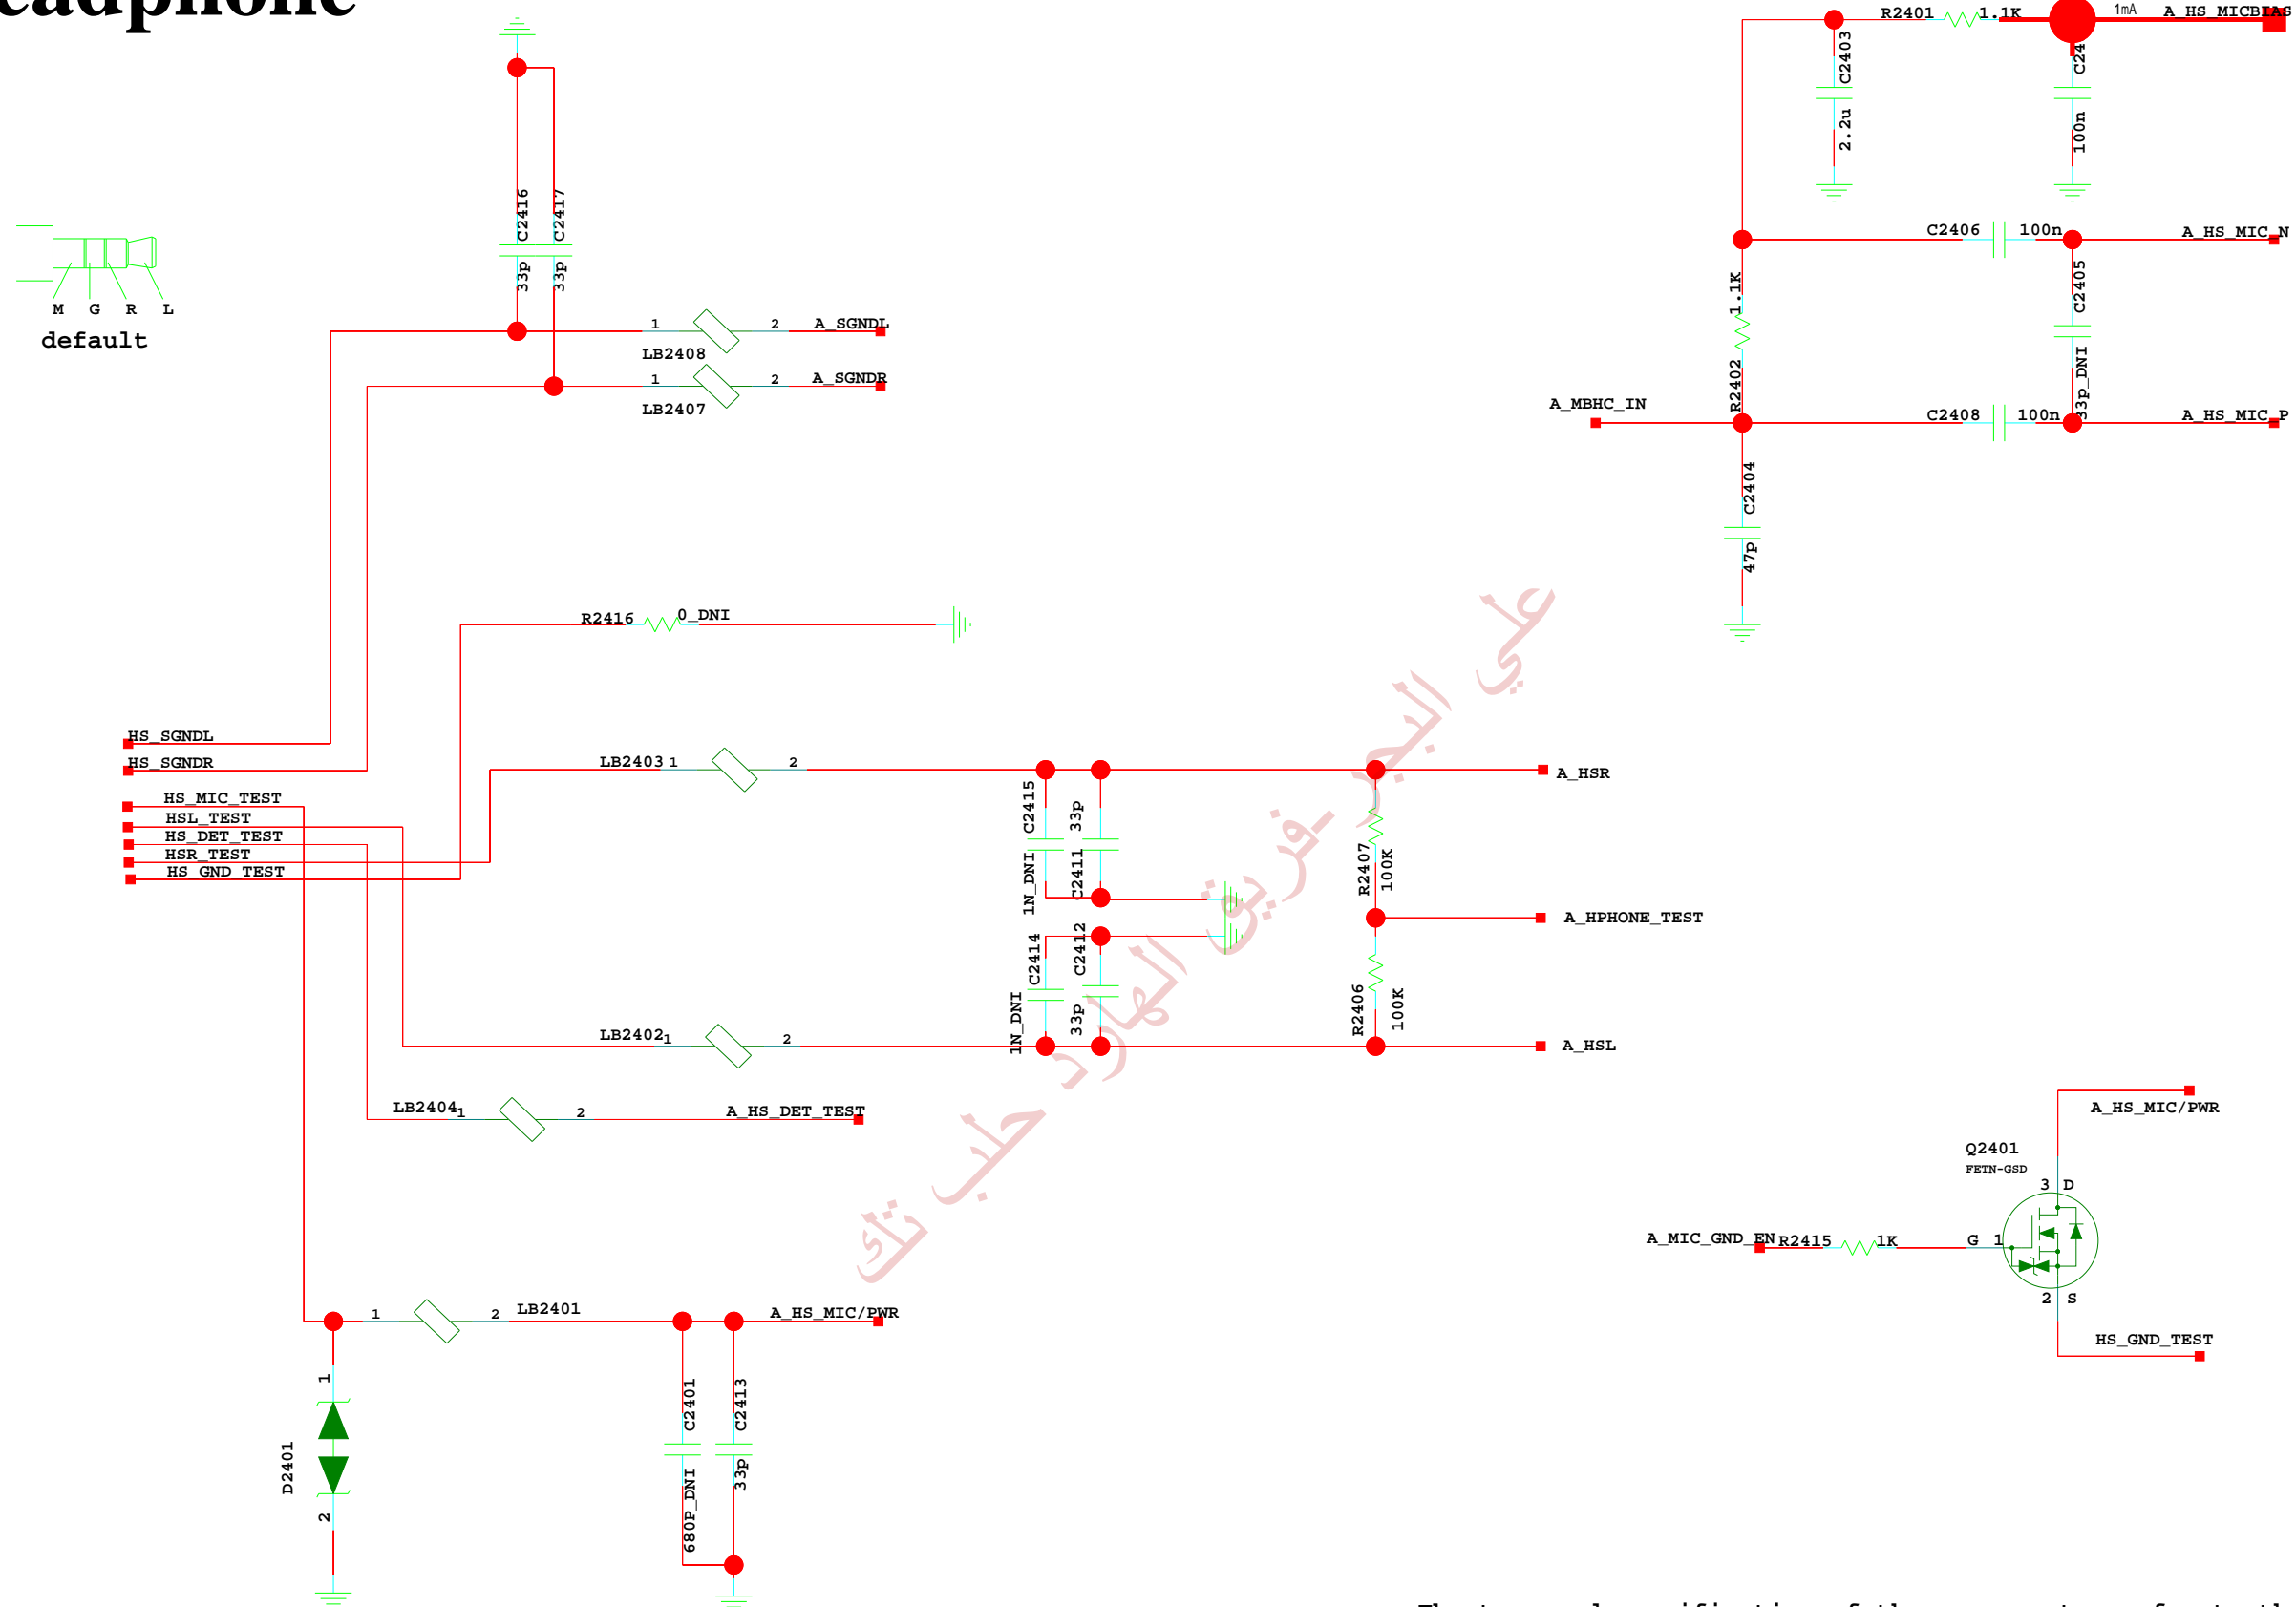 eadphone
R2401
1.1K
1mA
A_HS_MICBIAS
C2403
2.2u
C24
100n
C2416
33p
C2417
33p
C2406
100n
A_HS_MIC_N
M G R L
default
1.1K
R2402
C2405
33p_DNI
1
2
A_SGNDL
LB2408
1
2
A_SGNDR
LB2407
A_MBHC_IN
C2408
100n
A_HS_MIC_P
C2404
47p
R2416
0_DNI
HS_SGNDL
HS_SGNDR
HS_MIC_TEST
HSL_TEST
HS_DET_TEST
HSR_TEST
HS_GND_TEST
LB2403
1
2
A_HSR
C2415
1N_DNI
33p
C2411
R2407
100K
A_HPHONE_TEST
C2414
1N_DNI
C2412
33p
R2406
100K
LB2402
1
2
A_HSL
LB2404
1
2
A_HS_DET_TEST
A_HS_MIC/PWR
Q2401
FETN-GSD
3 D
A_MIC_GND_EN
R2415
1K
G 1
2 S
HS_GND_TEST
1
2
LB2401
A_HS_MIC/PWR
1
D2401
2
C2401
680P_DNI
C2413
33p
علي البير -فريق المارد حلب تك